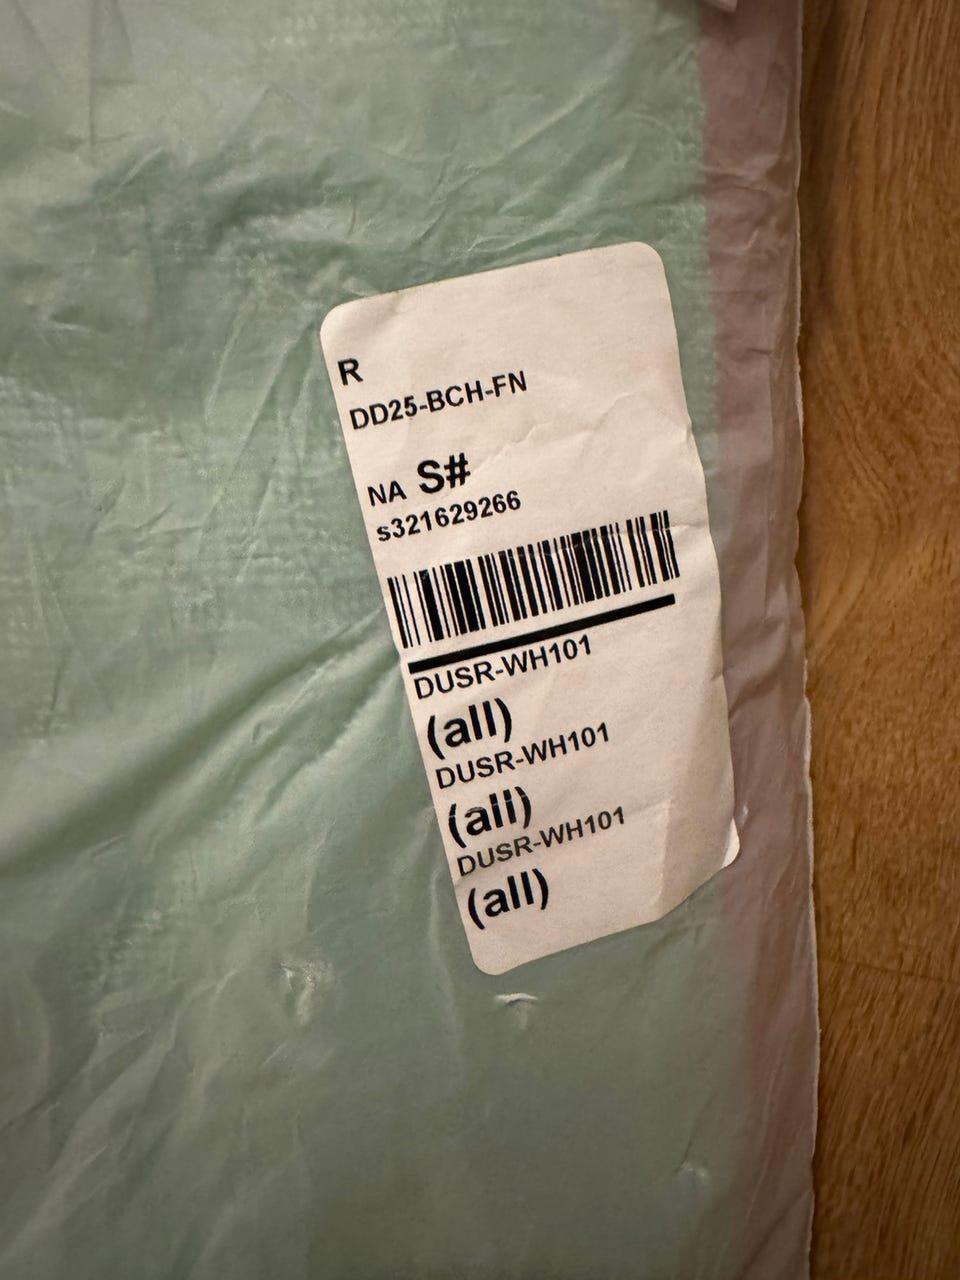 R
DD25-BCH-FN
NA S#
s321629266
DUSR-WH101
(all)
DUSR-WH101
(all)
DUSR-WH101
(all)